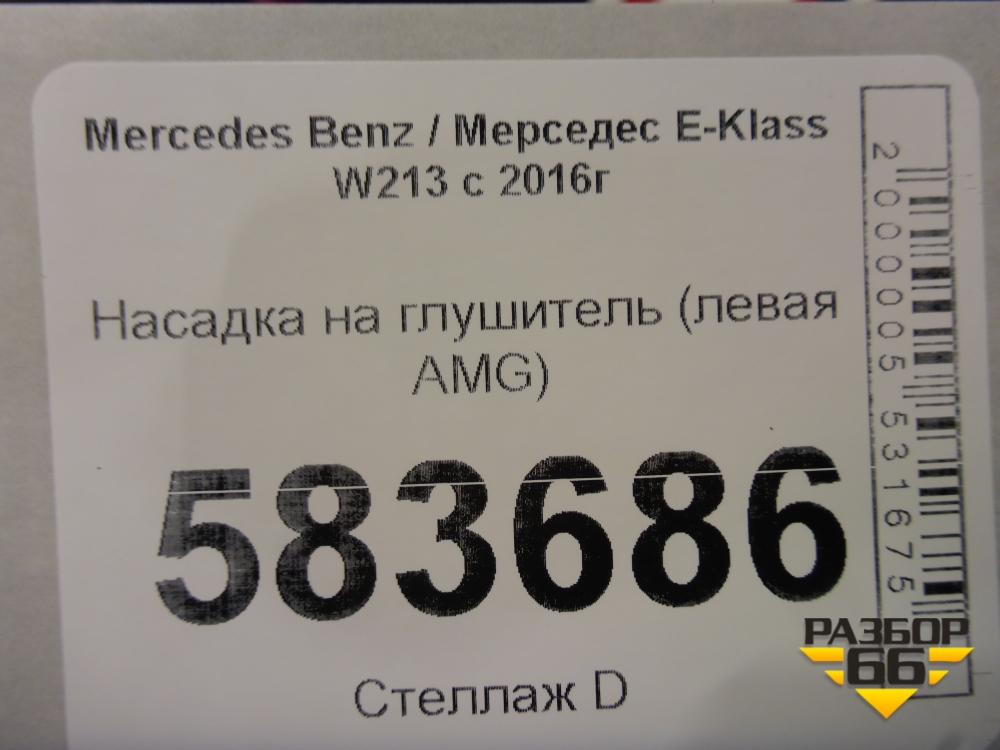 Mercedes Benz / Мерседес E-Klass
W213 с 2016г
Насадка на глушитель (левая
AMG)
583686
Стеллаж D
2000005531675
РАЗБОР
66